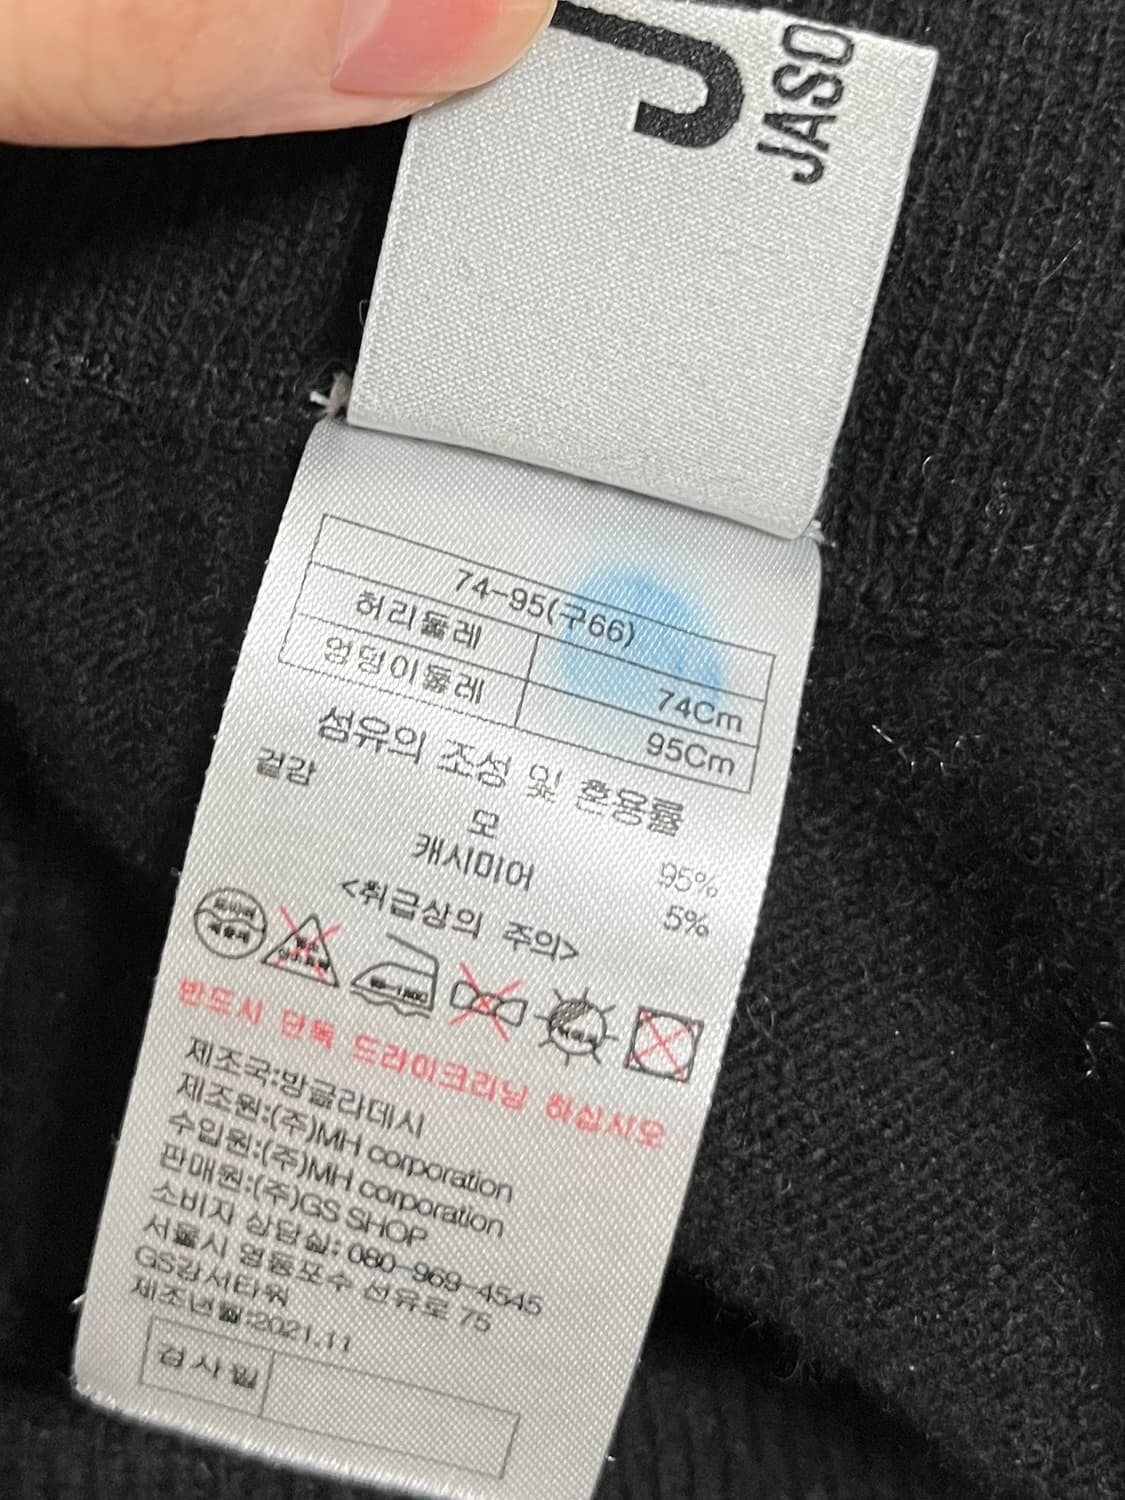 J
JASO
74-95(구66)
허리둘레 74Cm
엉덩이둘레 95Cm
섬유의 조성 및 혼용률
겉감
모 95%
캐시미어 5%
<취급상의 주의>
반드시 단독 드라이크리닝 하십시오
제조국:방글라데시
제조원:(주)MH corporation
수입원:(주)MH corporation
판매원:(주)GS SHOP
소비자 상담실: 080-969-4545
서울시 영등포수 선유로 75
GS강서타워
제조년월:2021.11
검사필